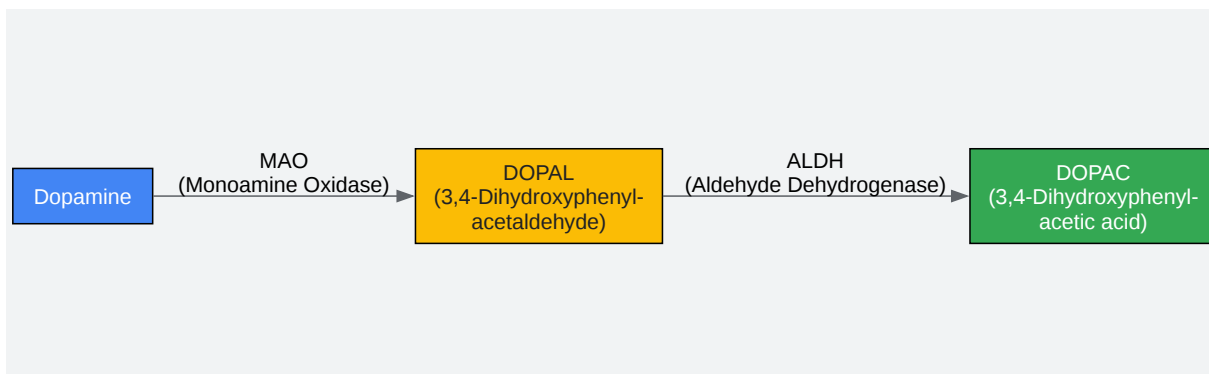 Dopamine
MAO
(Monoamine Oxidase)
DOPAL
(3,4-Dihydroxyphenyl-
acetaldehyde)
ALDH
(Aldehyde Dehydrogenase)
DOPAC
(3,4-Dihydroxyphenyl-
acetic acid)